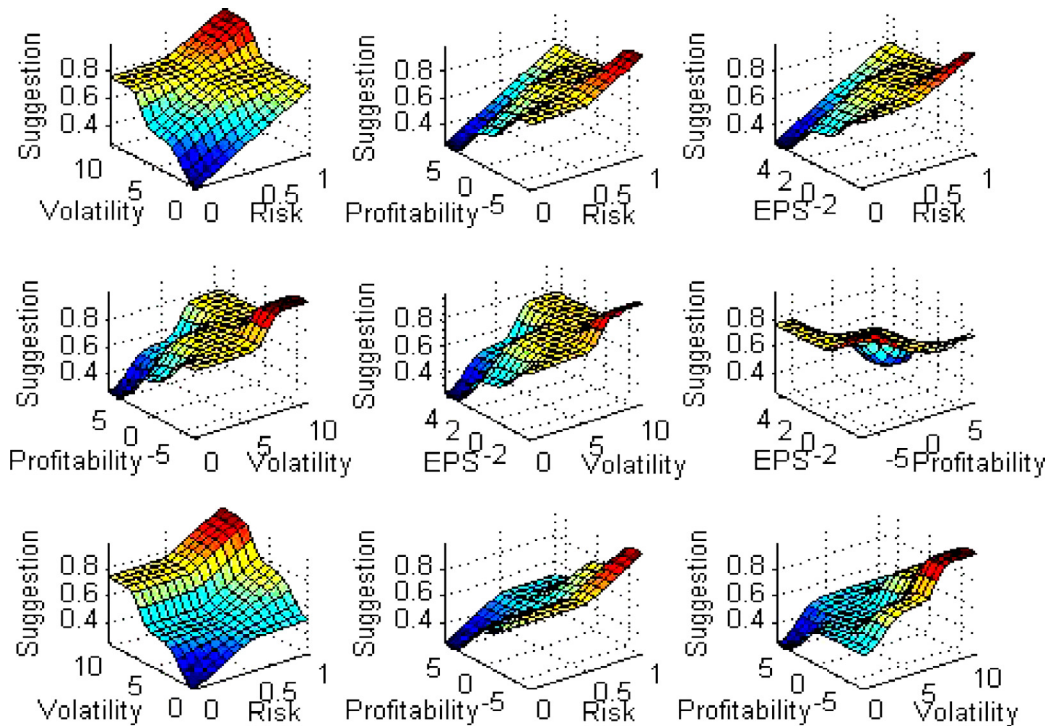 Suggestion 0.8 0.6 0.4 10 5 0 Volatility 0 0.5 1 Risk
Suggestion 0.8 0.6 0.4 5 0 -5 Profitability 0 0.5 1 Risk
Suggestion 0.8 0.6 0.4 4 2 0 -2 EPS 0 0.5 1 Risk
Suggestion 0.8 0.6 0.4 5 0 -5 Profitability 0 5 10 Volatility
Suggestion 0.8 0.6 0.4 4 2 0 -2 EPS 0 5 10 Volatility
Suggestion 0.8 0.6 0.4 4 2 0 -2 EPS -5 0 5 Profitability
Suggestion 0.8 0.6 0.4 10 5 0 Volatility 0 0.5 1 Risk
Suggestion 0.8 0.6 0.4 5 0 -5 Profitability 0 0.5 1 Risk
Suggestion 0.8 0.6 0.4 5 0 -5 Profitability 0 5 10 Volatility